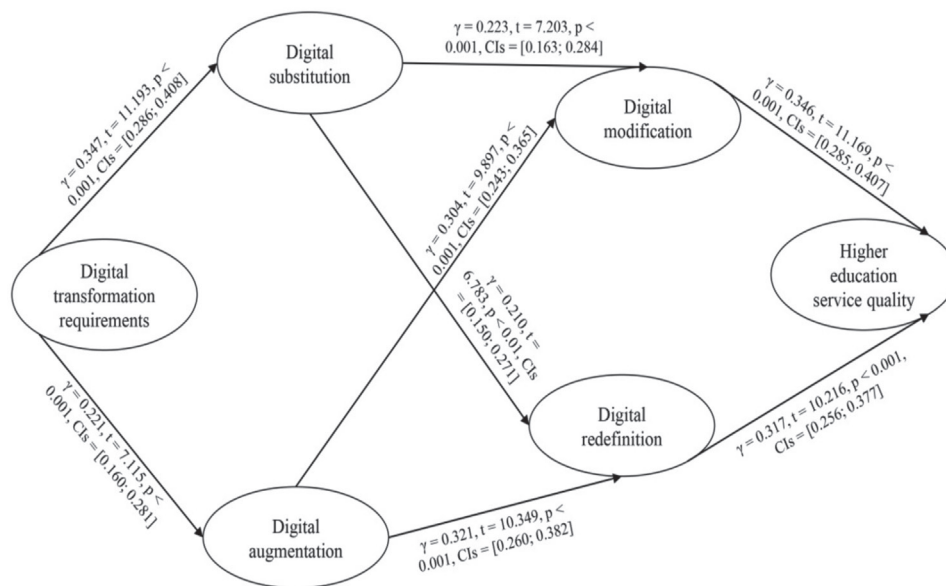 Digital
substitution
γ = 0.223, t = 7.203, p <
0.001, CIs = [0.163; 0.284]
Digital
modification
γ = 0.347, t = 11.193, p <
0.001, CIs = [0.286; 0.408]
γ = 0.346, t = 11.169, p <
0.001, CIs = [0.285; 0.407]
γ = 0.304, t = 9.897, p <
0.001, CIs = [0.243; 0.365]
Digital
transformation
requirements
Higher
education
service quality
γ = 0.210, t =
6.783, p < 0.01, CIs
= [0.150; 0.271]
γ = 0.221, t = 7.115, p <
0.001, CIs = [0.160; 0.281]
Digital
redefinition
γ = 0.317, t = 10.216, p < 0.001,
CIs = [0.256; 0.377]
Digital
augmentation
γ = 0.321, t = 10.349, p <
0.001, CIs = [0.260; 0.382]